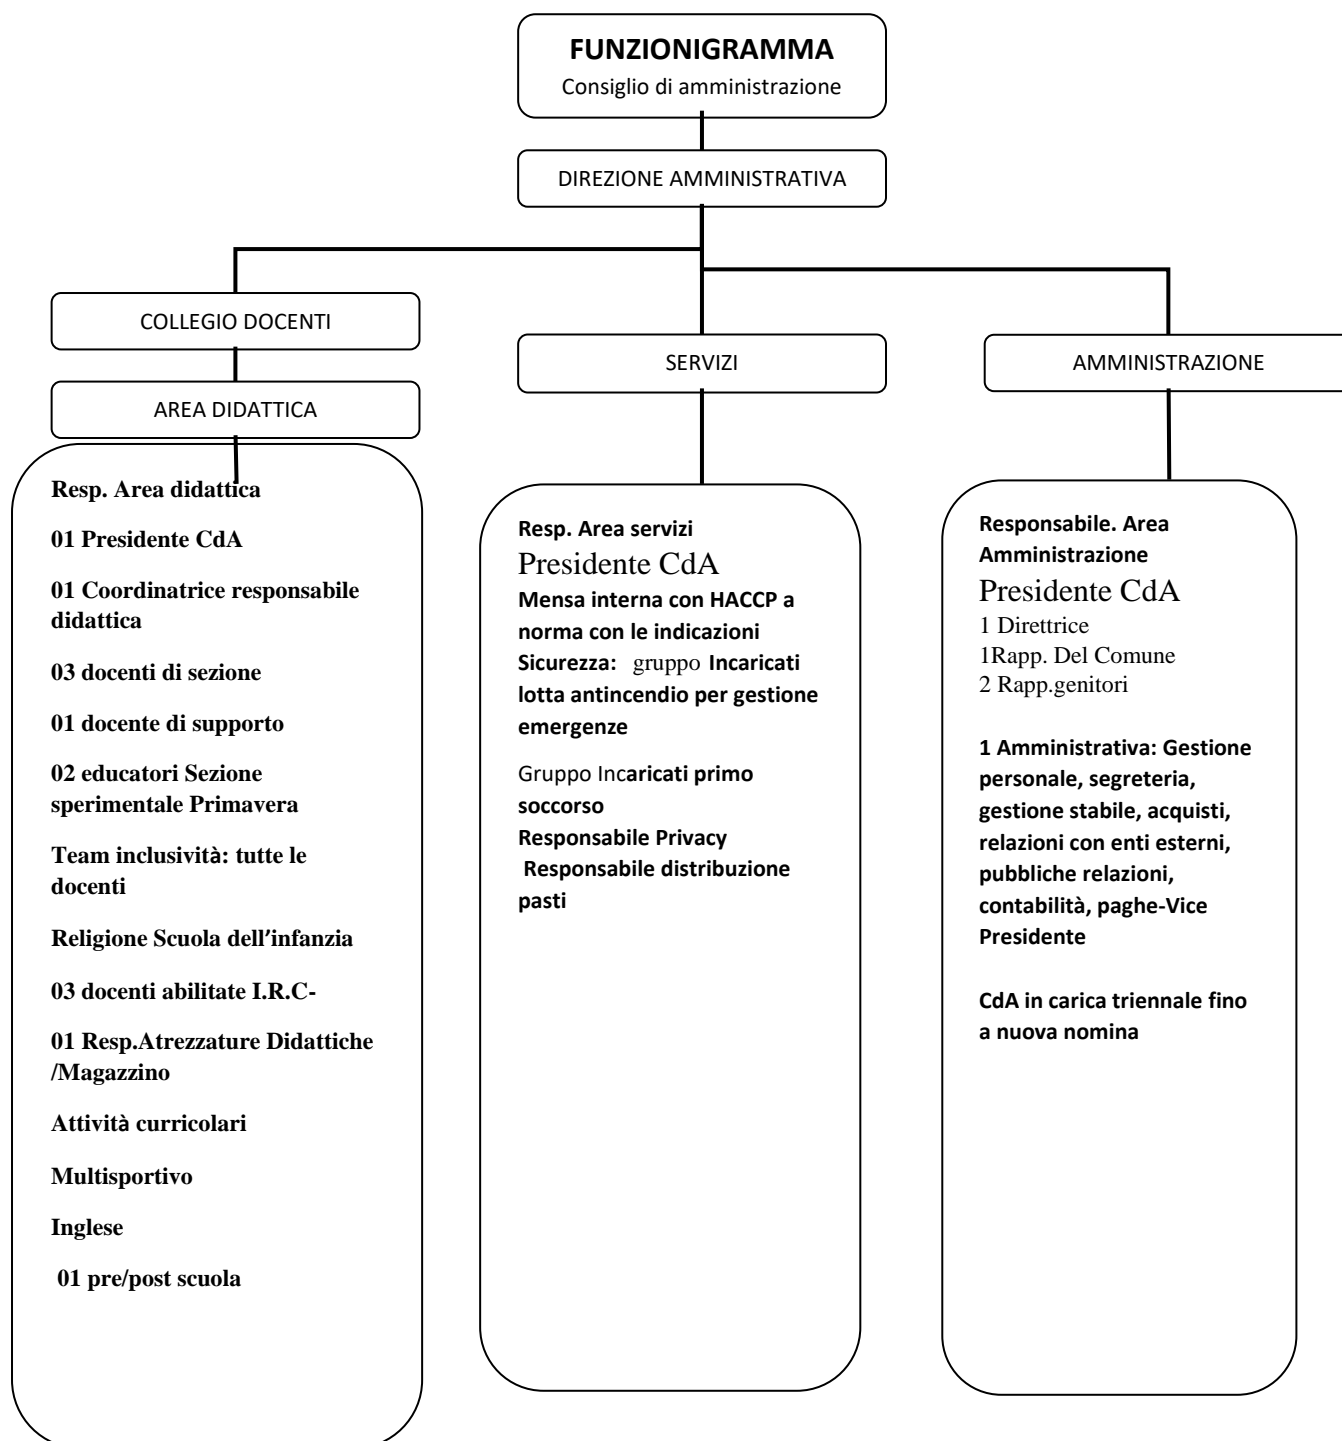 FUNZIONIGRAMMA
Consiglio di amministrazione
DIREZIONE AMMINISTRATIVA
COLLEGIO DOCENTI
AREA DIDATTICA
Resp. Area didattica
01 Presidente CdA
01 Coordinatrice responsabile
didattica
03 docenti di sezione
01 docente di supporto
02 educatori Sezione
sperimentale Primavera
Team inclusività: tutte le
docenti
Religione Scuola dell'infanzia
03 docenti abilitate I.R.C-
01 Resp.Atrezzature Didattiche
/Magazzino
Attività curricolari
Multisportivo
Inglese
01 pre/post scuola
SERVIZI
Resp. Area servizi
Presidente CdA
Mensa interna con HACCP a
norma con le indicazioni
Sicurezza: gruppo Incaricati
lotta antincendio per gestione
emergenze
Gruppo Incaricati primo
soccorso
Responsabile Privacy
Responsabile distribuzione
pasti
AMMINISTRAZIONE
Responsabile. Area
Amministrazione
Presidente CdA
1 Direttrice
1Rapp. Del Comune
2 Rapp.genitori
1 Amministrativa: Gestione
personale, segreteria,
gestione stabile, acquisti,
relazioni con enti esterni,
pubbliche relazioni,
contabilità, paghe-Vice
Presidente
CdA in carica triennale fino
a nuova nomina